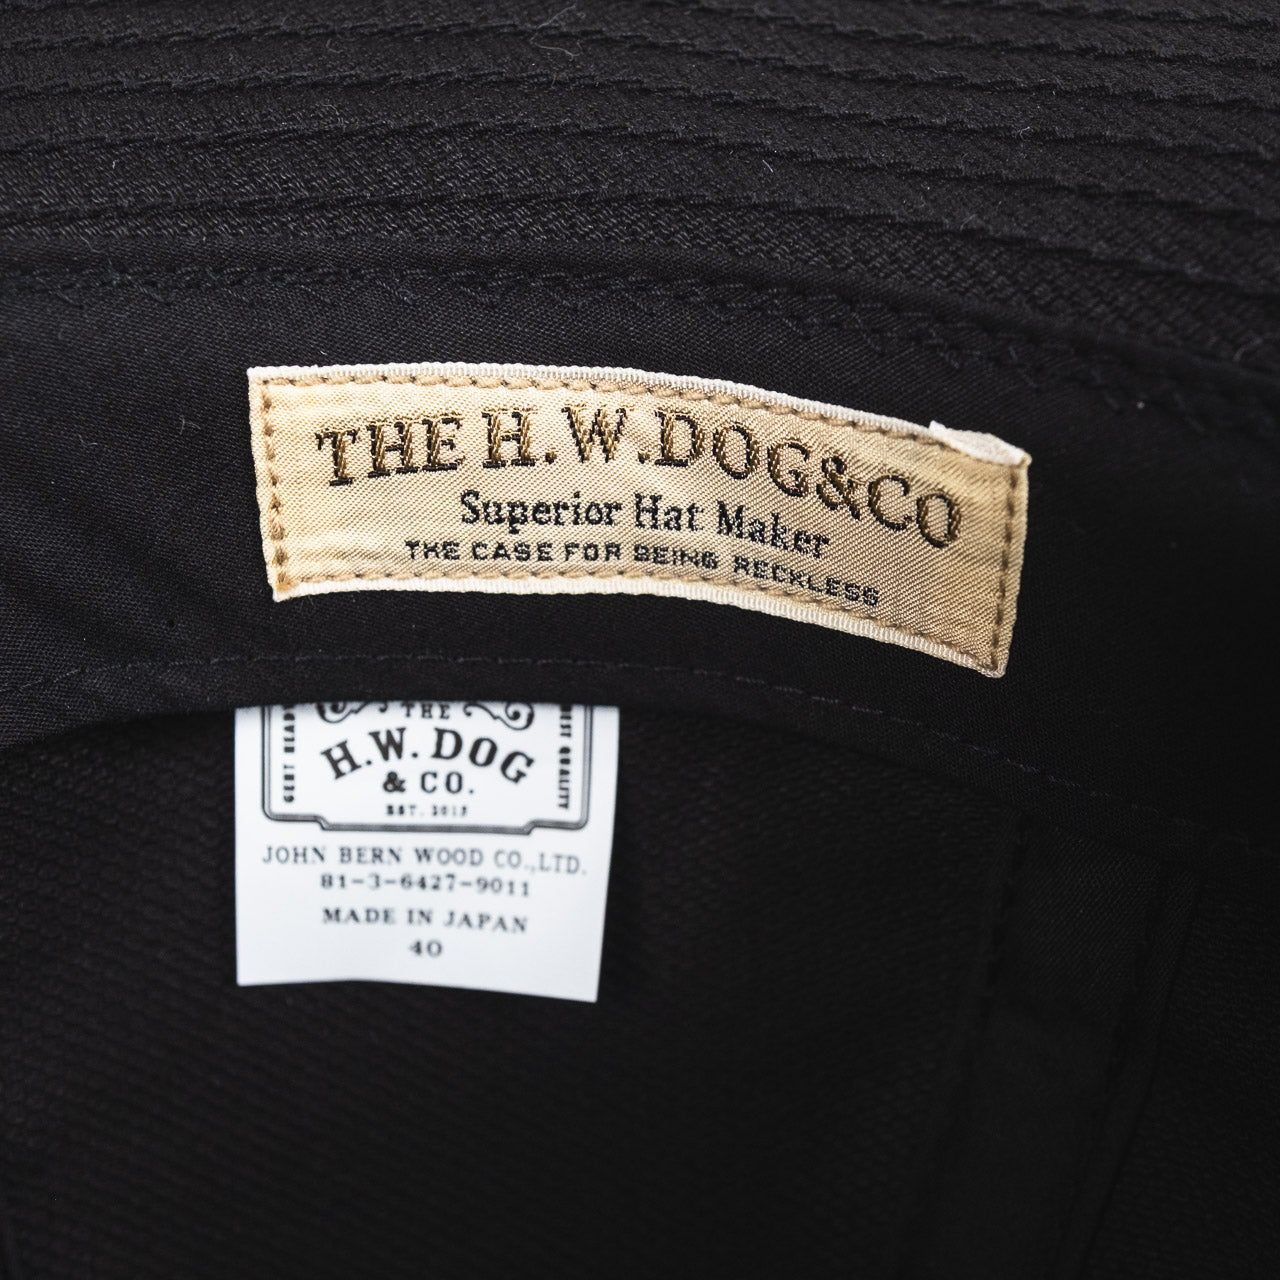 THE H.W.DOG&CO
Superior Hat Maker
THE CASE FOR BEING RECKLESS
THE
H.W. DOG
& CO.
QUALITY
JOHN BERN WOOD CO.,LTD.
81-3-6427-9011
MADE IN JAPAN
40